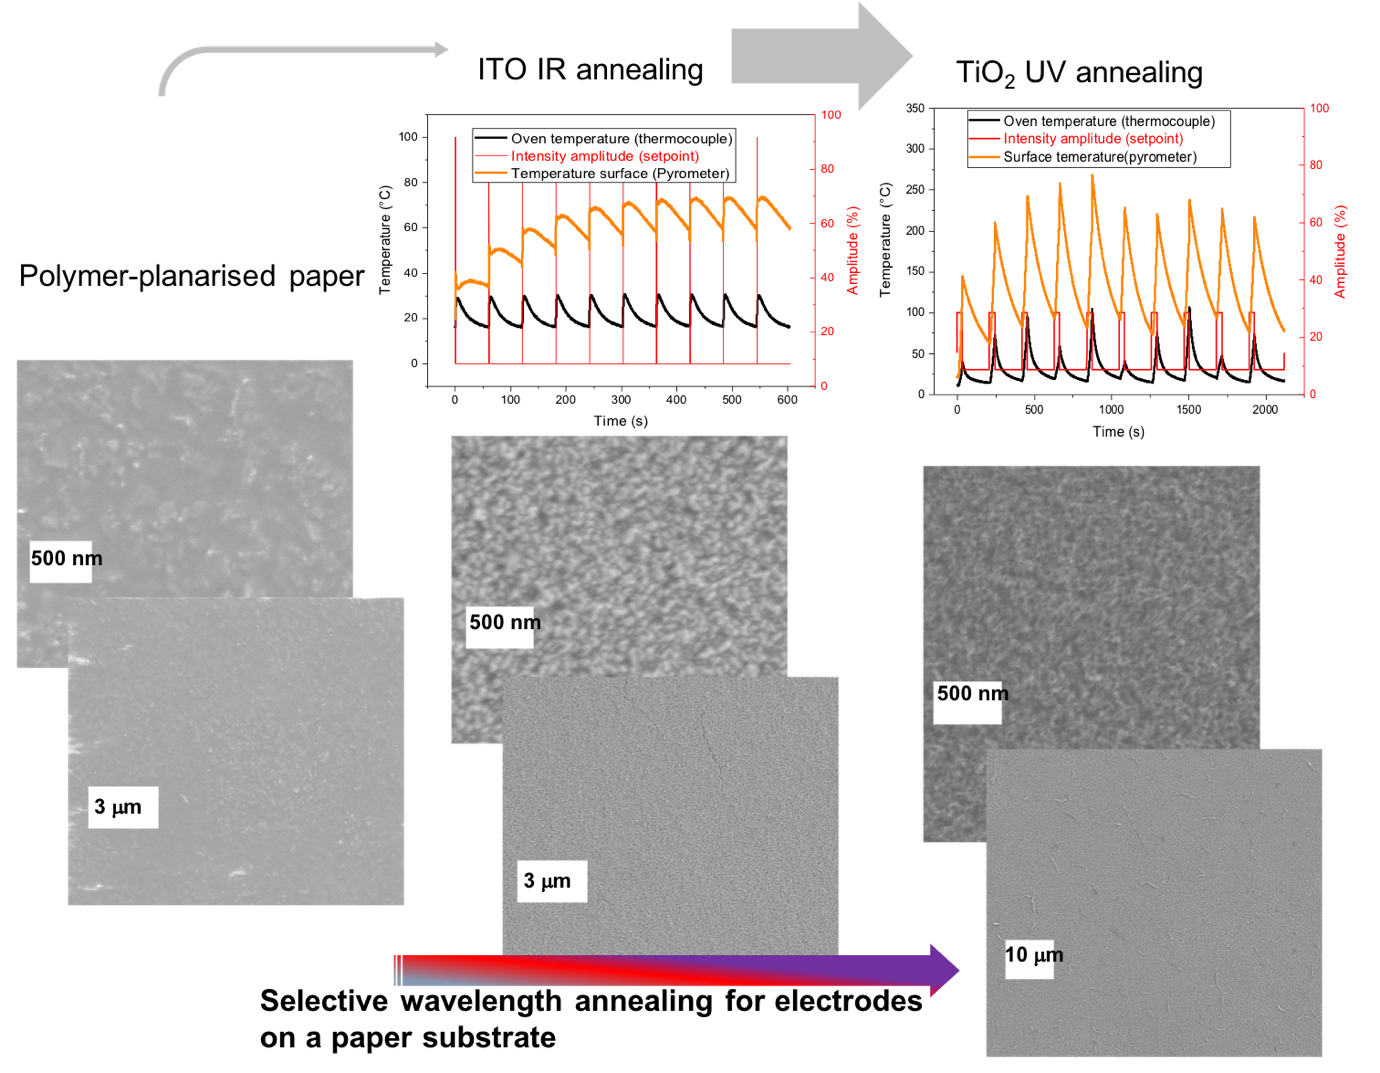 ITO IR annealing
TiO2 UV annealing
Polymer-planarised paper
Oven temperature (thermocouple)
Intensity amplitude (setpoint)
Temperature surface (Pyrometer)
Temperature (°C)
100
80
60
40
20
0
100
80
60
40
20
0
Amplitude (%)
0 100 200 300 400 500 600
Time (s)
Oven temperature (thermocouple)
Intensity amplitude (setpoint)
Surface temerature(pyrometer)
Temperature (°C)
350
300
250
200
150
100
50
0
100
80
60
40
20
0
Amplitude (%)
0 500 1000 1500 2000
Time (s)
500 nm
3 μm
500 nm
3 μm
500 nm
10 μm
Selective wavelength annealing for electrodes
on a paper substrate